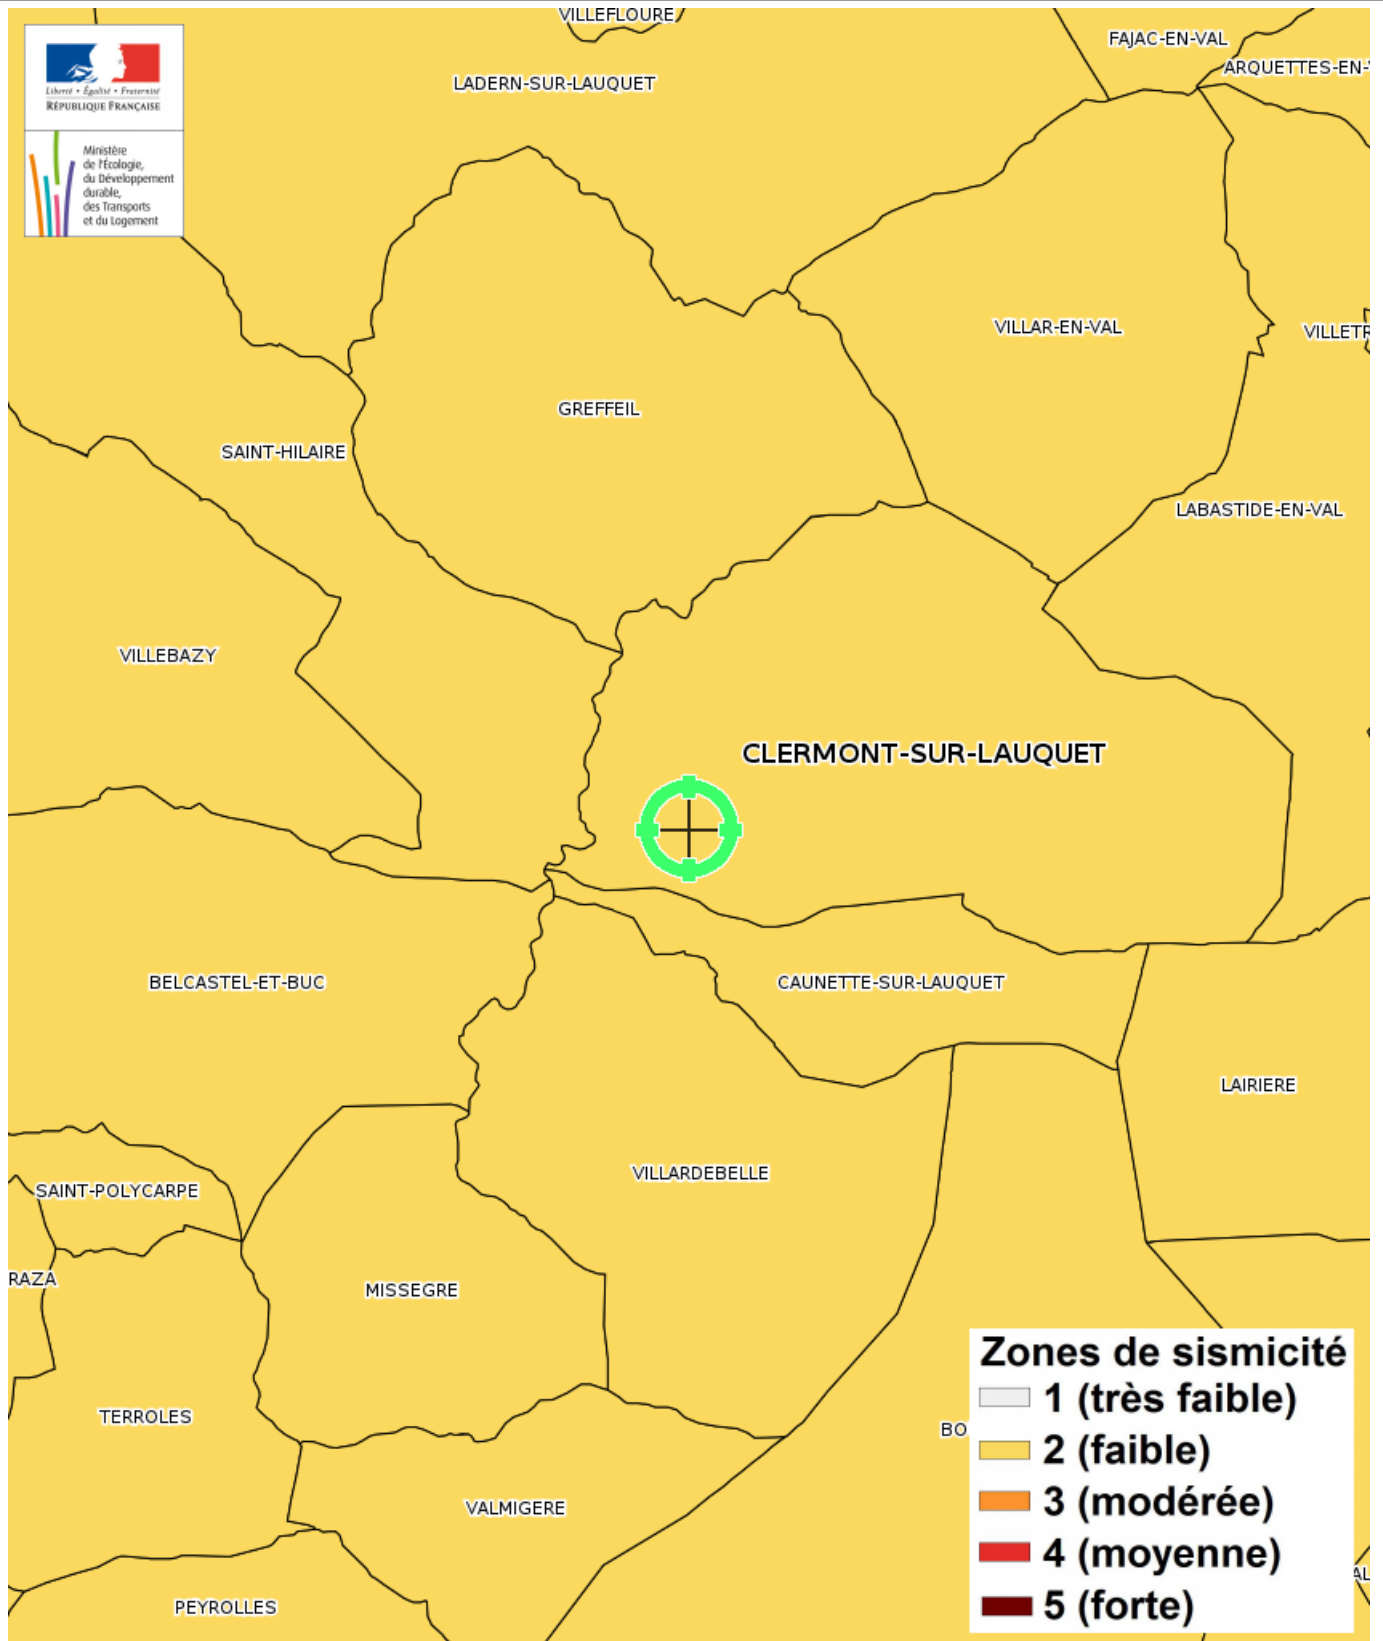 VILLEFLOURE
FAJAC-EN-VAL
ARQUETTES-EN-
LADERN-SUR-LAUQUET
Liberté • Égalité • Fraternité
RÉPUBLIQUE FRANÇAISE
Ministère
de l'Écologie,
du Développement
durable,
des Transports
et du Logement
VILLAR-EN-VAL
VILLETR
GREFFEIL
SAINT-HILAIRE
LABASTIDE-EN-VAL
VILLEBAZY
CLERMONT-SUR-LAUQUET
BELCASTEL-ET-BUC
CAUNETTE-SUR-LAUQUET
LAIRIERE
VILLARDEBELLE
SAINT-POLYCARPE
RAZA
MISSEGRE
TERROLES
BO
VALMIGERE
PEYROLLES
AL
Zones de sismicité
1 (très faible)
2 (faible)
3 (modérée)
4 (moyenne)
5 (forte)